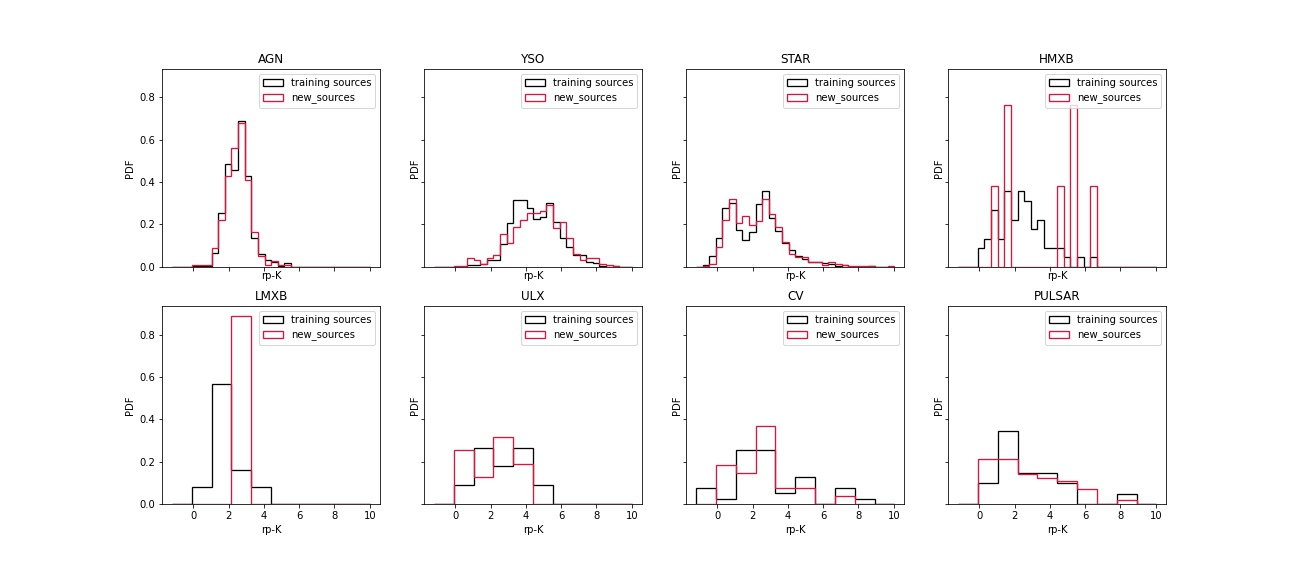 AGN
YSO
STAR
HMXB
training sources
new_sources
training sources
new_sources
training sources
new_sources
training sources
new_sources
0.8
0.6
0.4
0.2
0.0
PDF
PDF
PDF
PDF
rp-K
rp-K
rp-K
rp-K
LMXB
ULX
CV
PULSAR
training sources
new_sources
training sources
new_sources
training sources
new_sources
training sources
new_sources
0.8
0.6
0.4
0.2
0.0
PDF
PDF
PDF
PDF
0 2 4 6 8 10
0 2 4 6 8 10
0 2 4 6 8 10
0 2 4 6 8 10
rp-K
rp-K
rp-K
rp-K